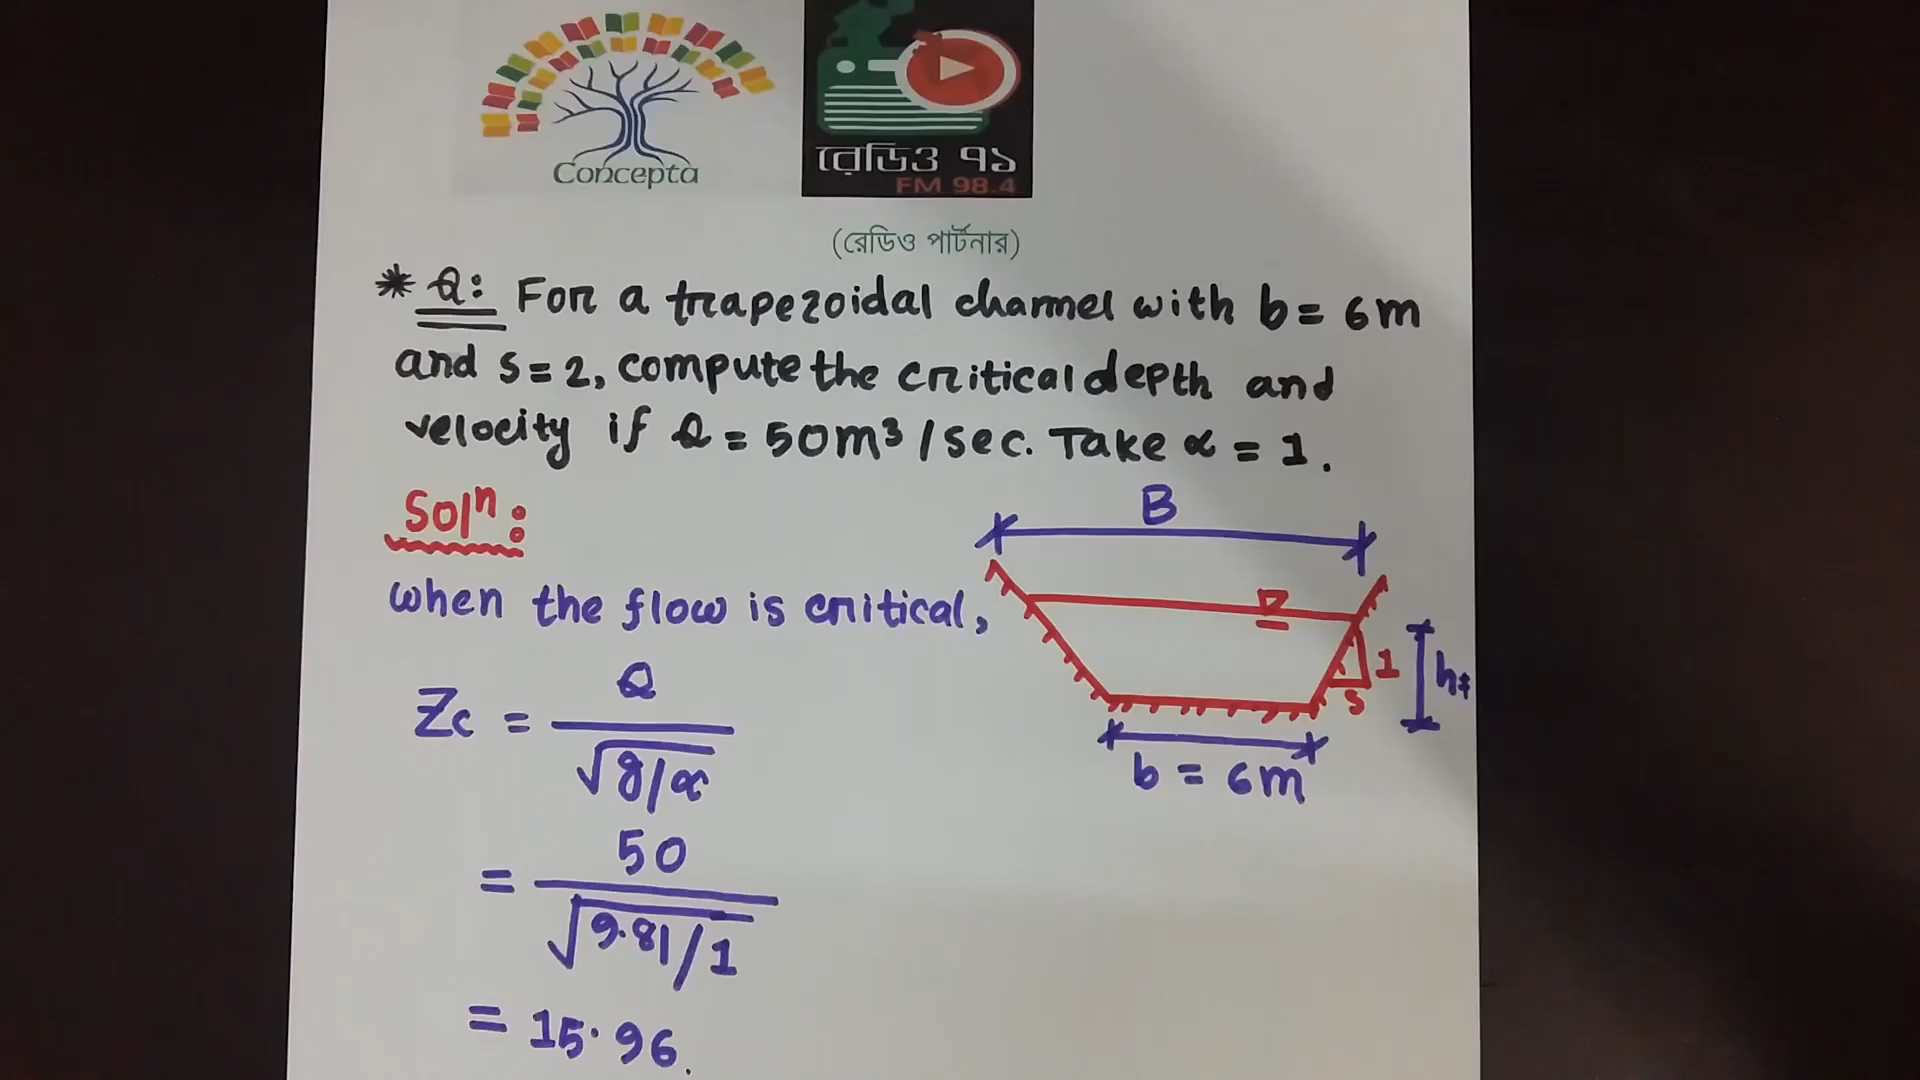 Concepta
রেডিও ৭১
FM 98.4
(রেডিও পার্টনার)
* Q: For a trapezoidal channel with b = 6m
and s = 2, compute the critical depth and
velocity if Q = 50m³/sec. Take α = 1.
Solⁿ:
when the flow is critical,
B
1
s
h
b = 6m
Zc = Q / √g/α
= 50 / √9.81/1
= 15.96.